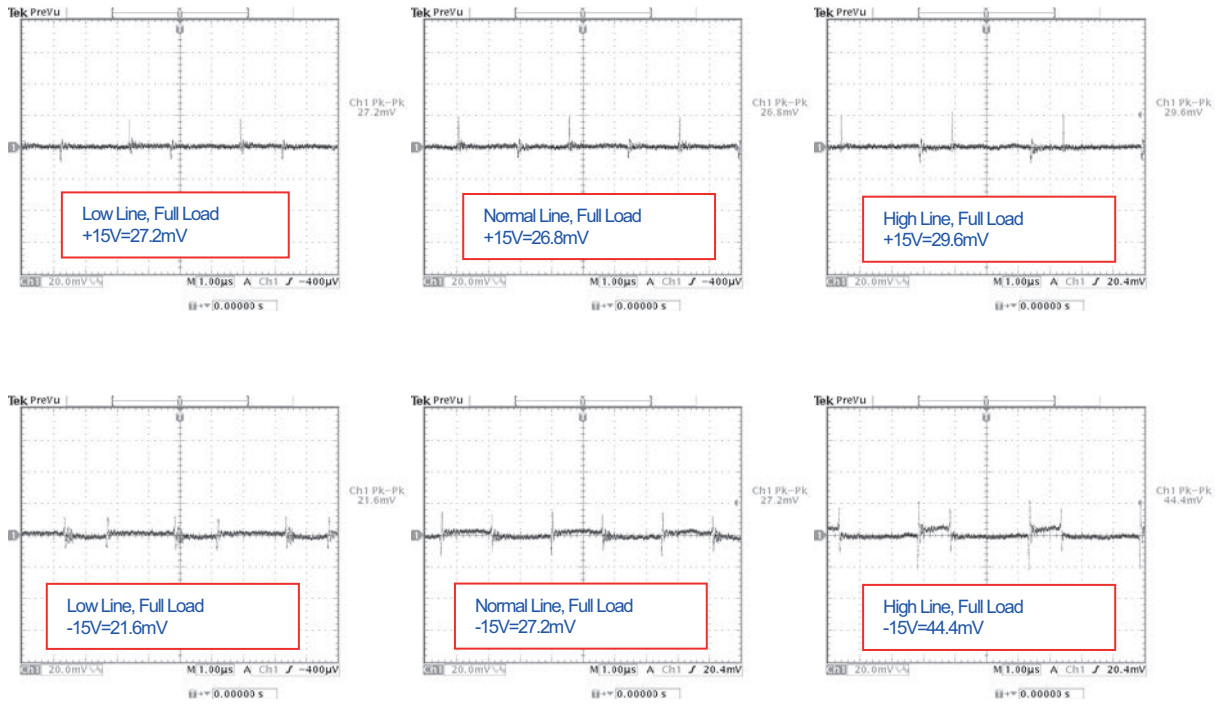 Tek PreVu
Ch1 Pk-Pk
27.2mV
Low Line, Full Load
+15V=27.2mV
Ch1 20.0mV
M 1.00µs A Ch1 -400µV
0.00000 s
Tek PreVu
Ch1 Pk-Pk
26.8mV
Normal Line, Full Load
+15V=26.8mV
Ch1 20.0mV
M 1.00µs A Ch1 -400µV
0.00000 s
Tek PreVu
Ch1 Pk-Pk
29.6mV
High Line, Full Load
+15V=29.6mV
Ch1 20.0mV
M 1.00µs A Ch1 20.4mV
0.00000 s
Tek PreVu
Ch1 Pk-Pk
21.6mV
Low Line, Full Load
-15V=21.6mV
Ch1 20.0mV
M 1.00µs A Ch1 -400µV
0.00000 s
Tek PreVu
Ch1 Pk-Pk
27.2mV
Normal Line, Full Load
-15V=27.2mV
Ch1 20.0mV
M 1.00µs A Ch1 20.4mV
0.00000 s
Tek PreVu
Ch1 Pk-Pk
44.4mV
High Line, Full Load
-15V=44.4mV
Ch1 20.0mV
M 1.00µs A Ch1 20.4mV
0.00000 s